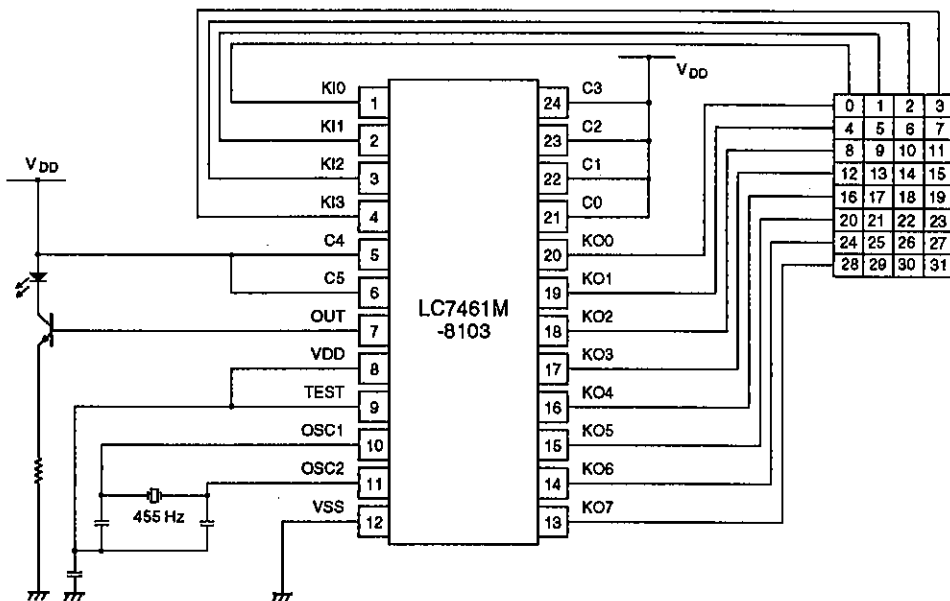 KI0
1
KI1
2
KI2
3
KI3
4
C4
5
C5
6
OUT
7
VDD
8
TEST
9
OSC1
10
OSC2
11
VSS
12
LC7461M
-8103
C3
24
C2
23
C1
22
C0
21
KO0
20
KO1
19
KO2
18
KO3
17
KO4
16
KO5
15
KO6
14
KO7
13
VDD
VDD
455 Hz
0 1 2 3
4 5 6 7
8 9 10 11
12 13 14 15
16 17 18 19
20 21 22 23
24 25 26 27
28 29 30 31